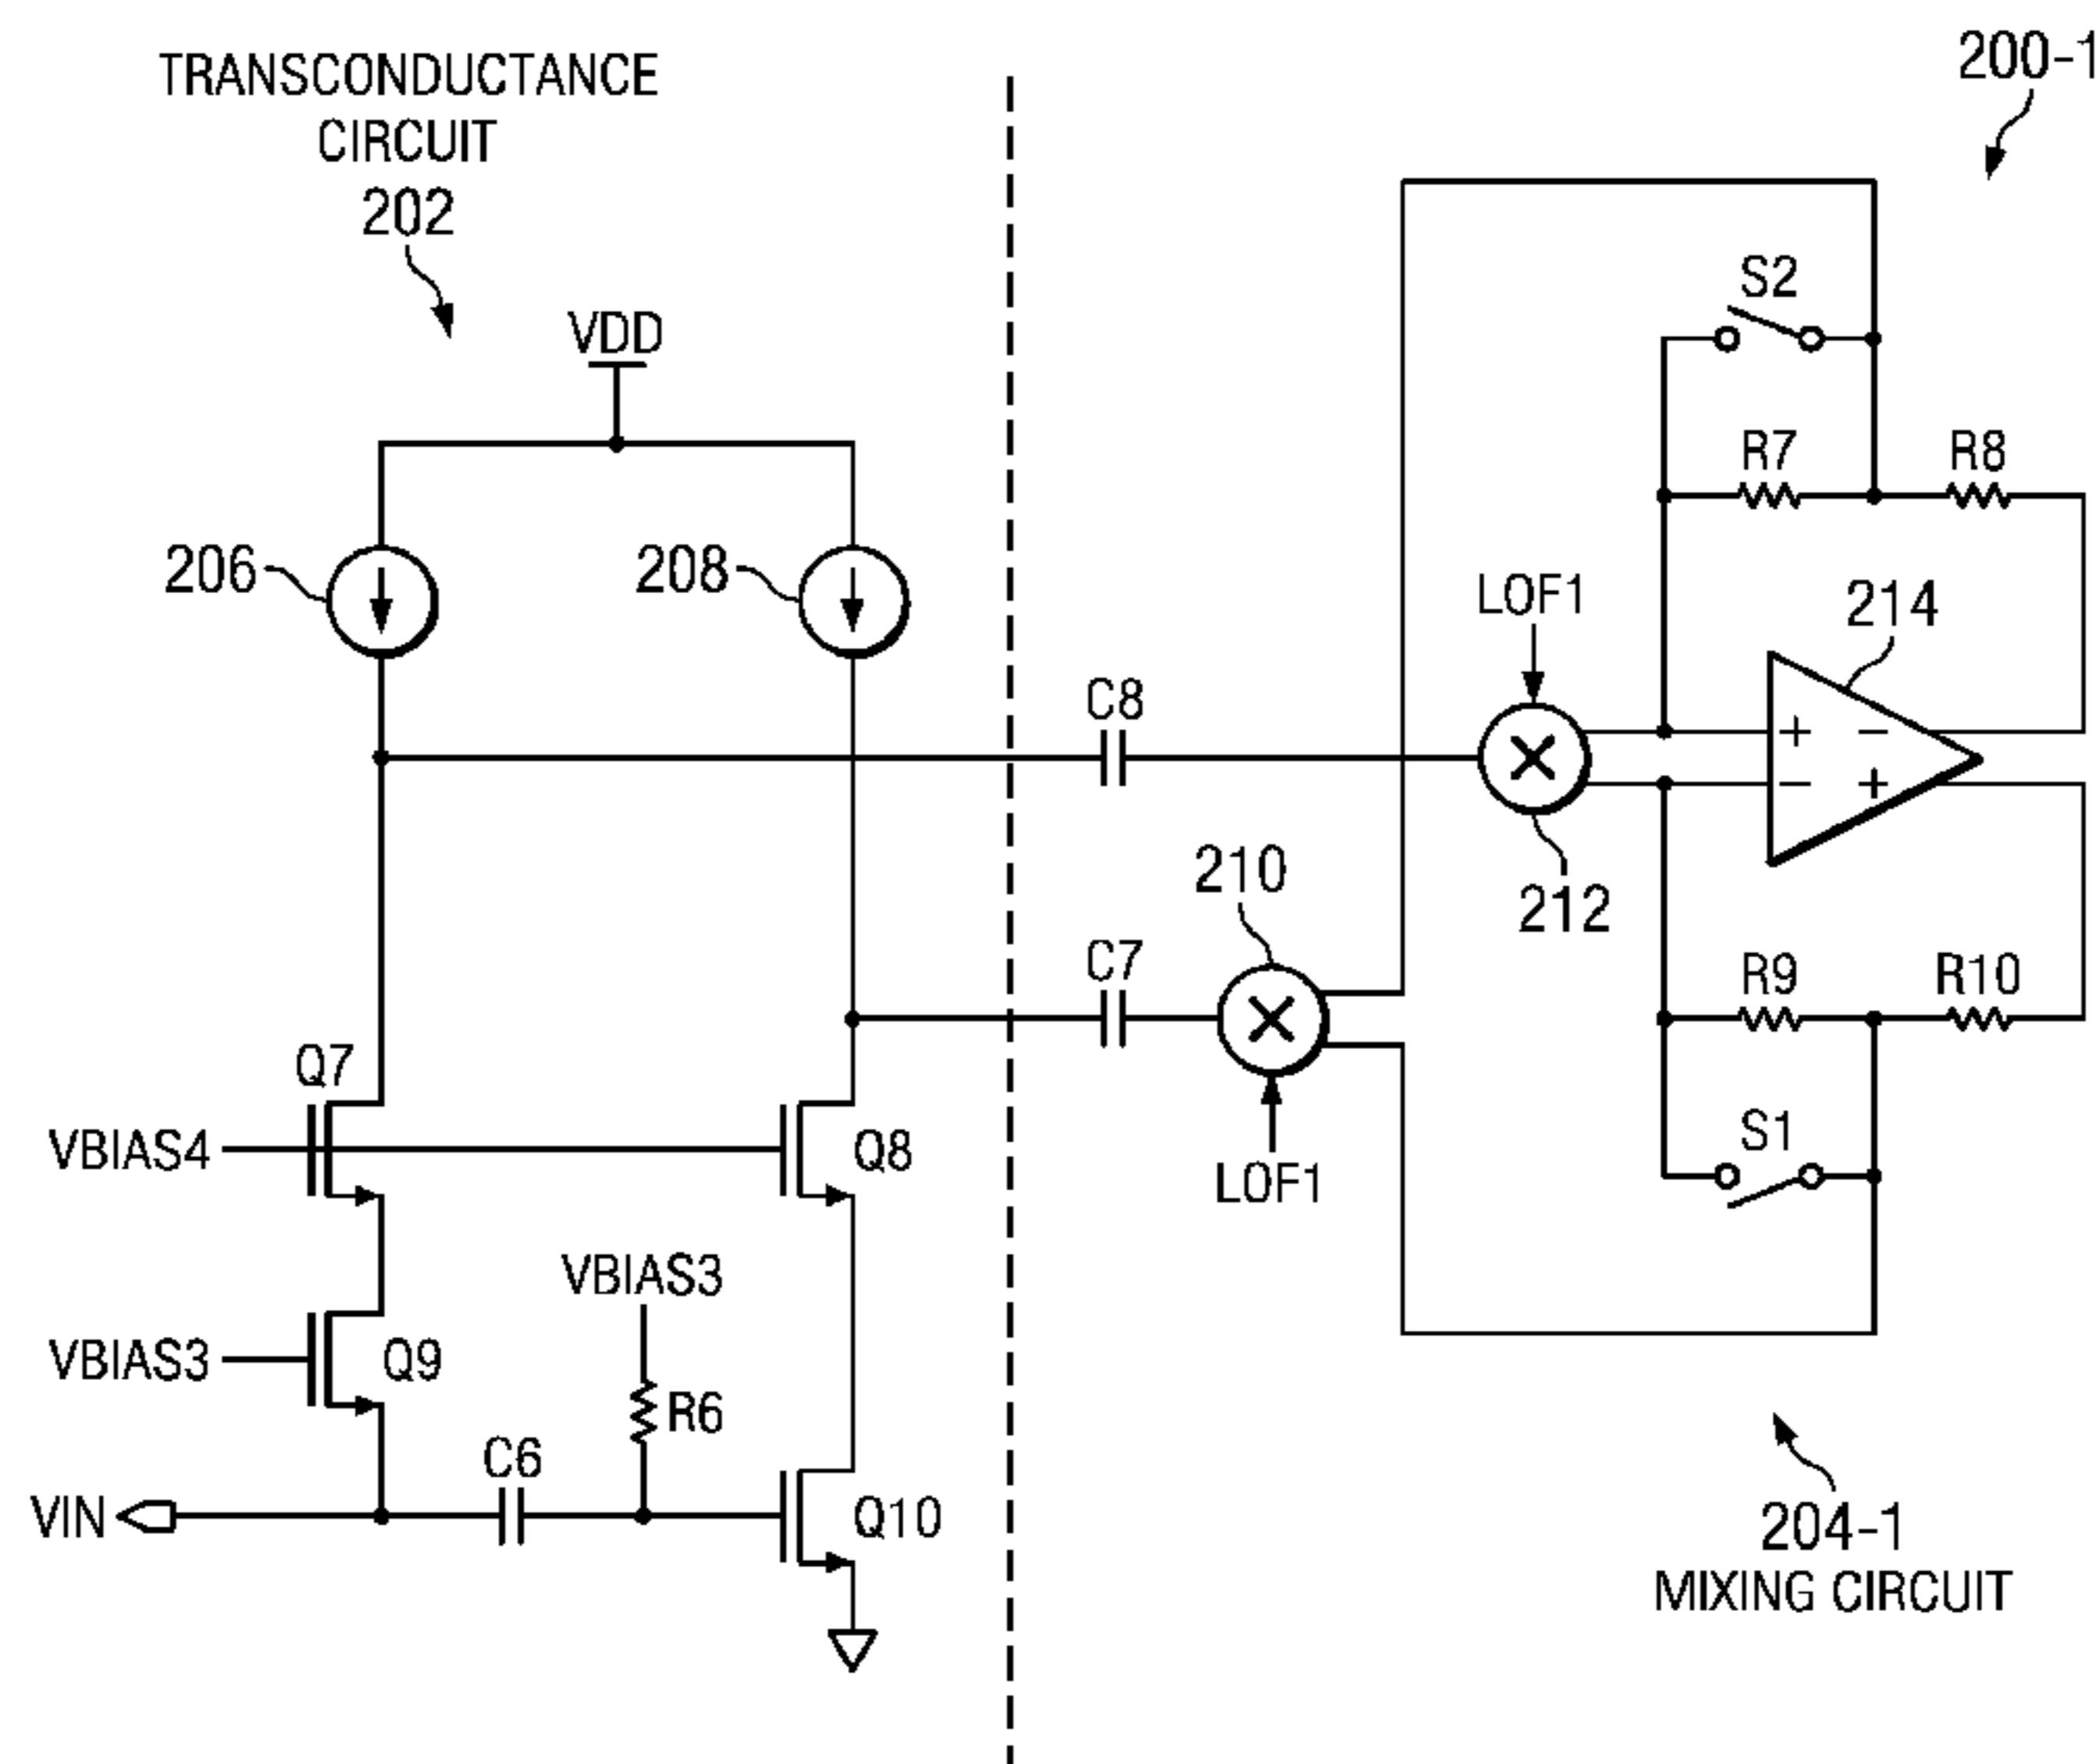 TRANSCONDUCTANCE
CIRCUIT
202
200-1
VDD
S2
R7
R8
206
208
LOF1
214
C8
+ −
− +
212
210
C7
R9
R10
Q7
VBIAS4
Q8
LOF1
S1
VBIAS3
VBIAS3
Q9
R6
C6
VIN
Q10
204-1
MIXING CIRCUIT